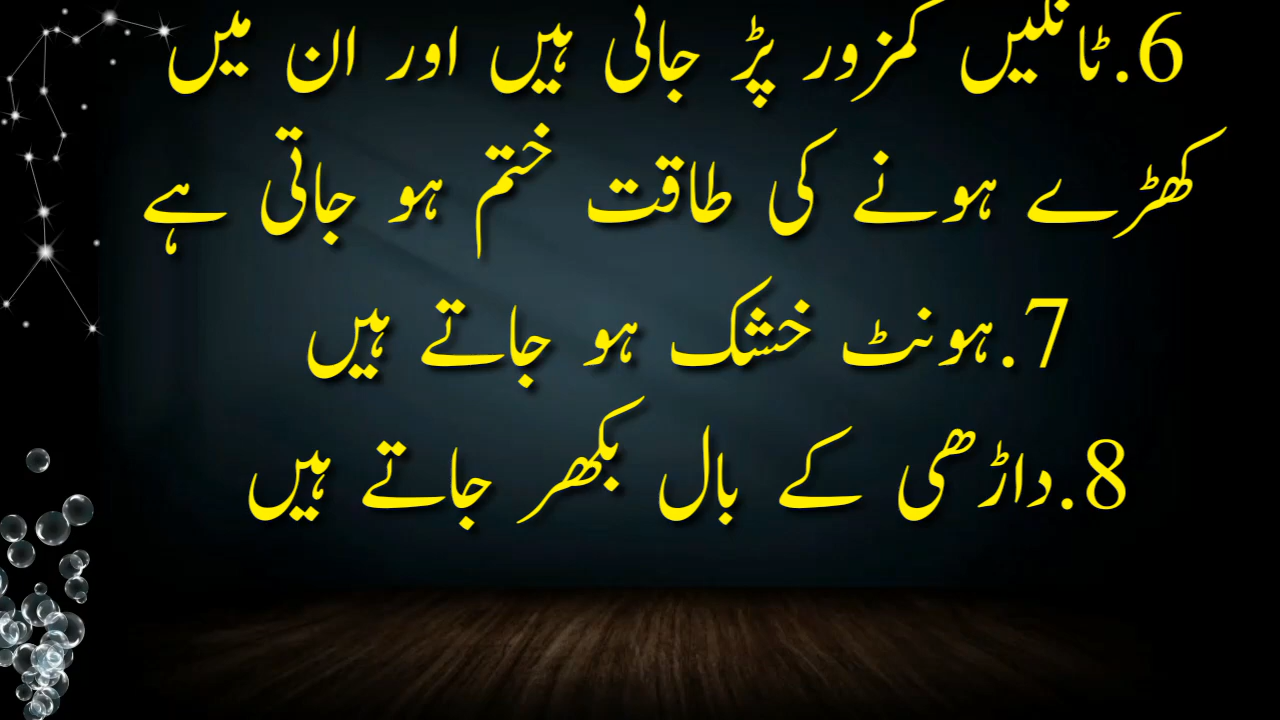 6.ٹانگیں کمزور پڑ جاتی ہیں اور ان میں
کھڑے ہونے کی طاقت ختم ہو جاتی ہے
7.ہونٹ خشک ہو جاتے ہیں
8.داڑھی کے بال بکھر جاتے ہیں